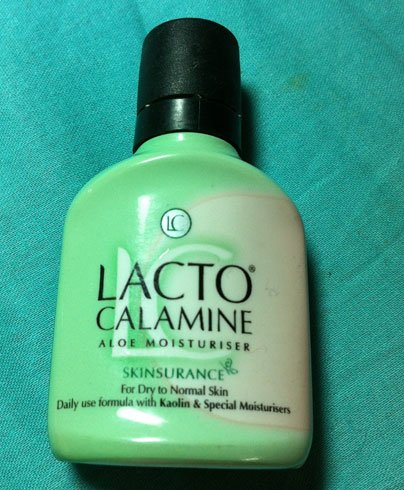 LC
LACTO®
CALAMINE
ALOE MOISTURISER
SKINSURANCE
For Dry to Normal Skin
Daily use formula with Kaolin & Special Moisturisers